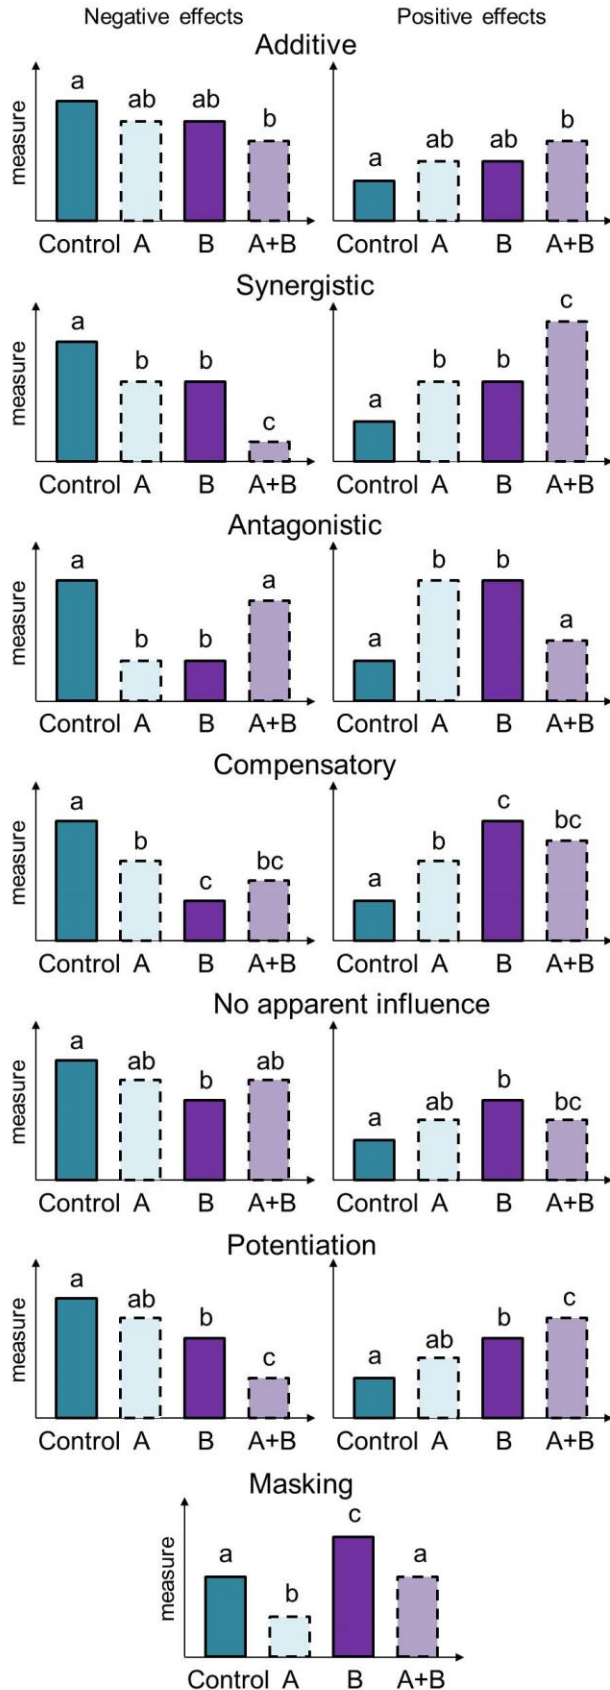 Negative effects Positive effects
Additive
measure
a ab ab b
a ab ab b
Control A B A+B
Control A B A+B
Synergistic
measure
a b b c
a b b c
Control A B A+B
Control A B A+B
Antagonistic
measure
a b b a
a b b a
Control A B A+B
Control A B A+B
Compensatory
measure
a b c bc
a b c bc
Control A B A+B
Control A B A+B
No apparent influence
measure
a ab b ab
a ab b bc
Control A B A+B
Control A B A+B
Potentiation
measure
a ab b c
a ab b c
Control A B A+B
Control A B A+B
Masking
measure
a b c a
Control A B A+B